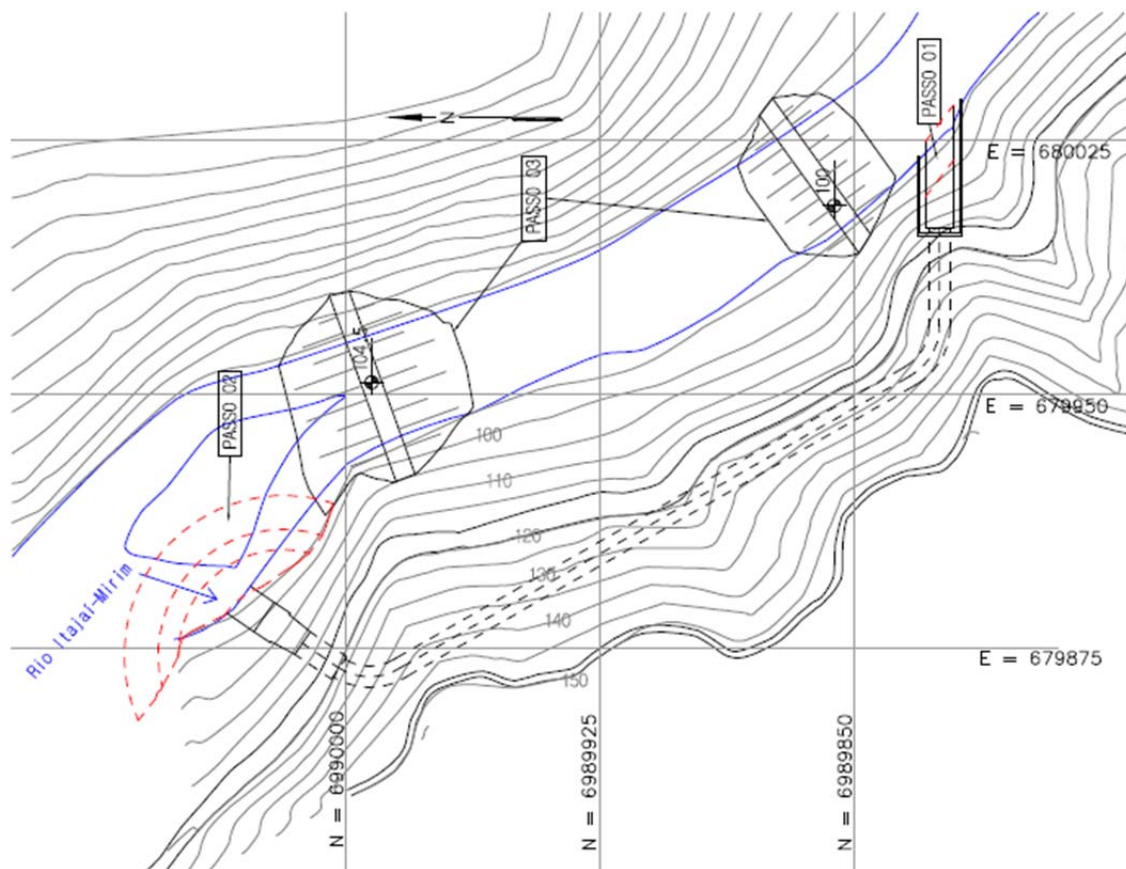 N
PASSO 01
E = 680025
PASSO 03
100
104,5
PASSO 02
E = 679950
100
110
120
130
140
150
Rio Itajaí-Mirim
E = 679875
N = 6990000
N = 6989925
N = 6989850